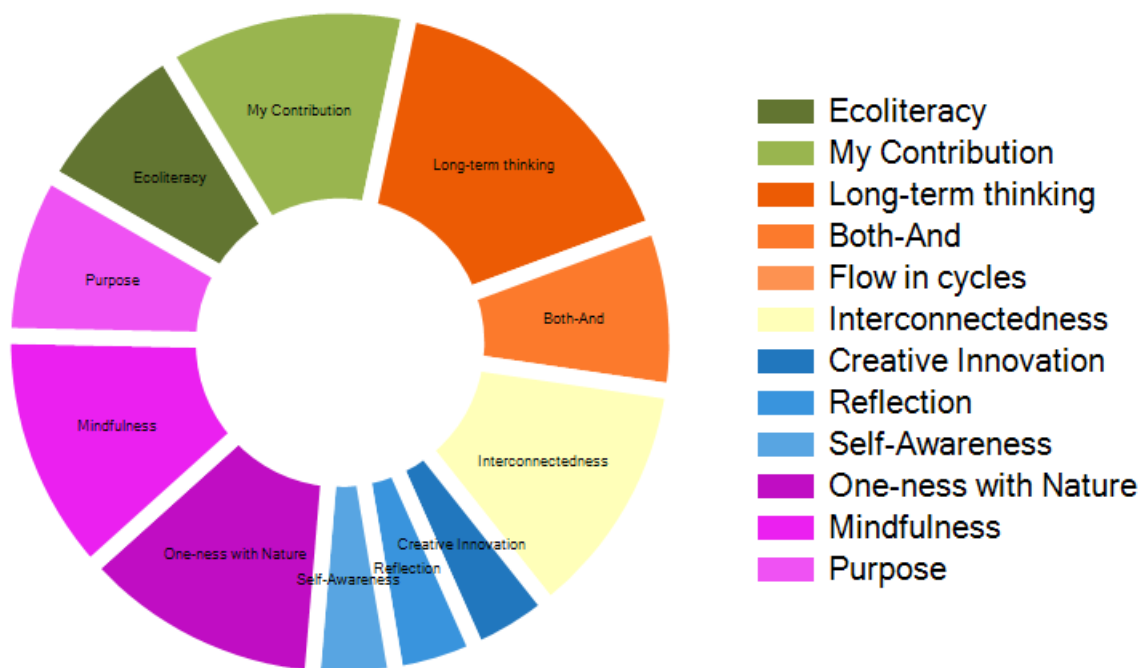 My Contribution
Long-term thinking
Ecoliteracy
Purpose
Both-And
Mindfulness
Interconnectedness
One-ness with Nature
Creative Innovation
Reflection
Self-Awareness
Ecoliteracy
My Contribution
Long-term thinking
Both-And
Flow in cycles
Interconnectedness
Creative Innovation
Reflection
Self-Awareness
One-ness with Nature
Mindfulness
Purpose